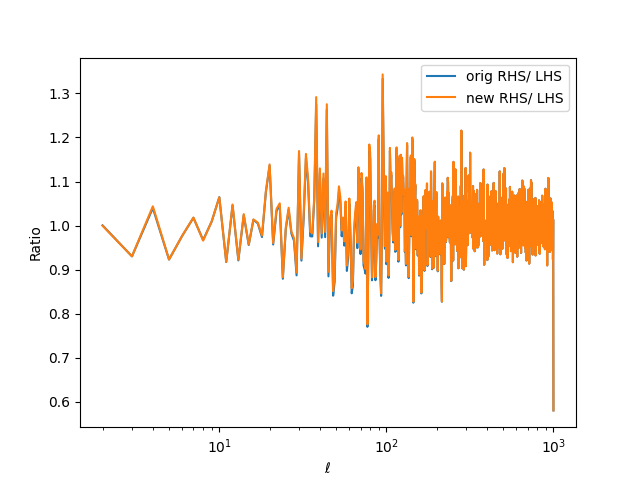 orig RHS/ LHS
new RHS/ LHS
1.3
1.2
1.1
1.0
0.9
0.8
0.7
0.6
Ratio
10¹
10²
10³
ℓ